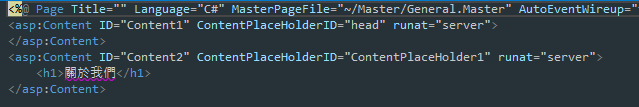 <%@ Page Title="" Language="C#" MasterPageFile="~/Master/General.Master" AutoEventWireup="
<asp:Content ID="Content1" ContentPlaceHolderID="head" runat="server">
</asp:Content>
<asp:Content ID="Content2" ContentPlaceHolderID="ContentPlaceHolder1" runat="server">
<h1>關於我們</h1>
</asp:Content>